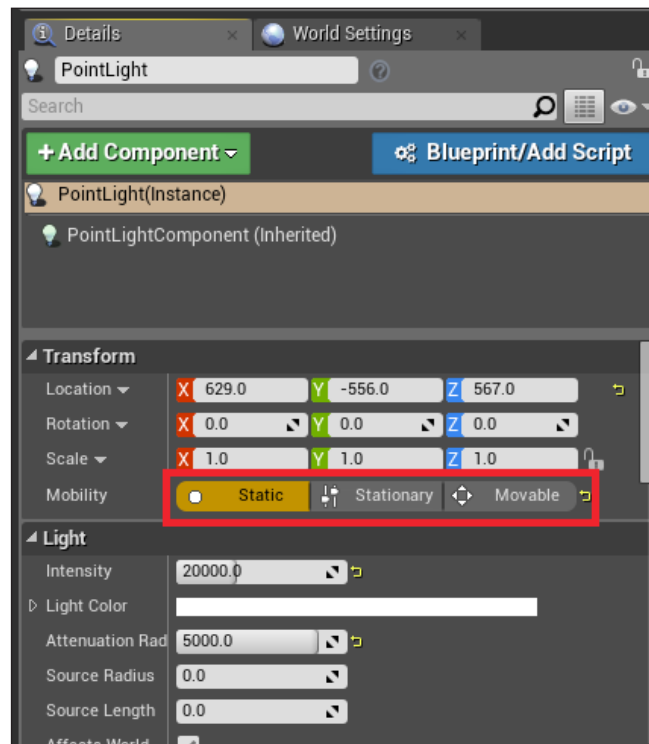 Details World Settings
PointLight
Search
+ Add Component Blueprint/Add Script
PointLight(Instance)
PointLightComponent (Inherited)
Transform
Location X 629.0 Y -556.0 Z 567.0
Rotation X 0.0 Y 0.0 Z 0.0
Scale X 1.0 Y 1.0 Z 1.0
Mobility Static Stationary Movable
Light
Intensity 20000.0
Light Color
Attenuation Rad 5000.0
Source Radius 0.0
Source Length 0.0
Affects World